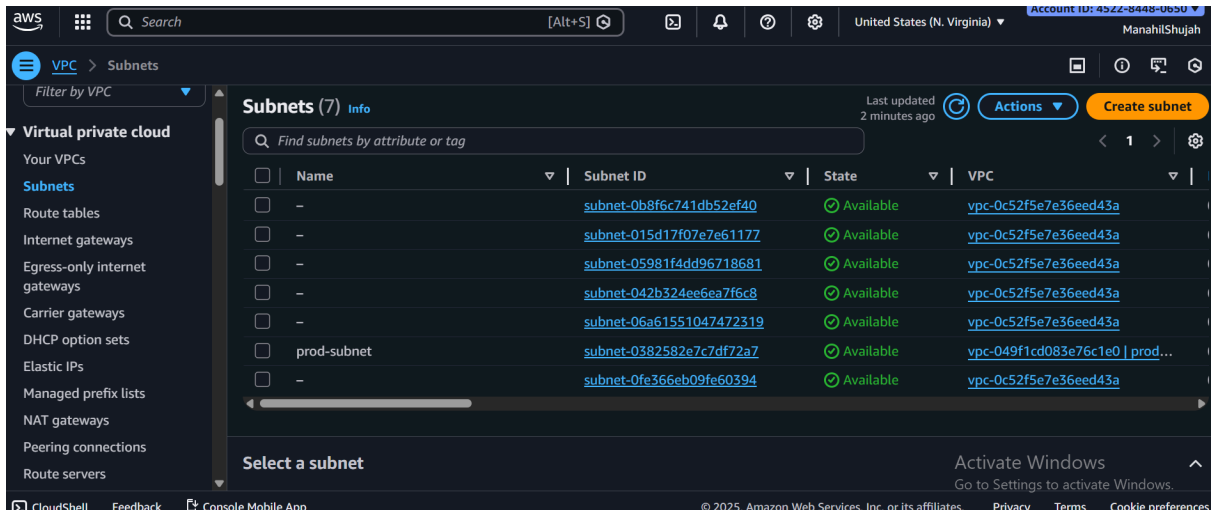 aws
Search [Alt+S]
United States (N. Virginia) ▼
Account ID: 4522-8448-0650 ▼
ManahilShujah
VPC > Subnets
Filter by VPC ▼
▼ Virtual private cloud
Your VPCs
Subnets
Route tables
Internet gateways
Egress-only internet
gateways
Carrier gateways
DHCP option sets
Elastic IPs
Managed prefix lists
NAT gateways
Peering connections
Route servers
Subnets (7) Info
Last updated
2 minutes ago
Actions ▼
Create subnet
Find subnets by attribute or tag
< 1 >
Name Subnet ID State VPC
– subnet-0b8f6c741db52ef40 Available vpc-0c52f5e7e36eed43a
– subnet-015d17f07e7e61177 Available vpc-0c52f5e7e36eed43a
– subnet-05981f4dd96718681 Available vpc-0c52f5e7e36eed43a
– subnet-042b324ee6ea7f6c8 Available vpc-0c52f5e7e36eed43a
– subnet-06a61551047472319 Available vpc-0c52f5e7e36eed43a
prod-subnet subnet-0382582e7c7df72a7 Available vpc-049f1cd083e76c1e0 | prod...
– subnet-0fe366eb09fe60394 Available vpc-0c52f5e7e36eed43a
Select a subnet
Activate Windows
Go to Settings to activate Windows.
CloudShell Feedback Console Mobile App © 2025, Amazon Web Services, Inc. or its affiliates. Privacy Terms Cookie preferences